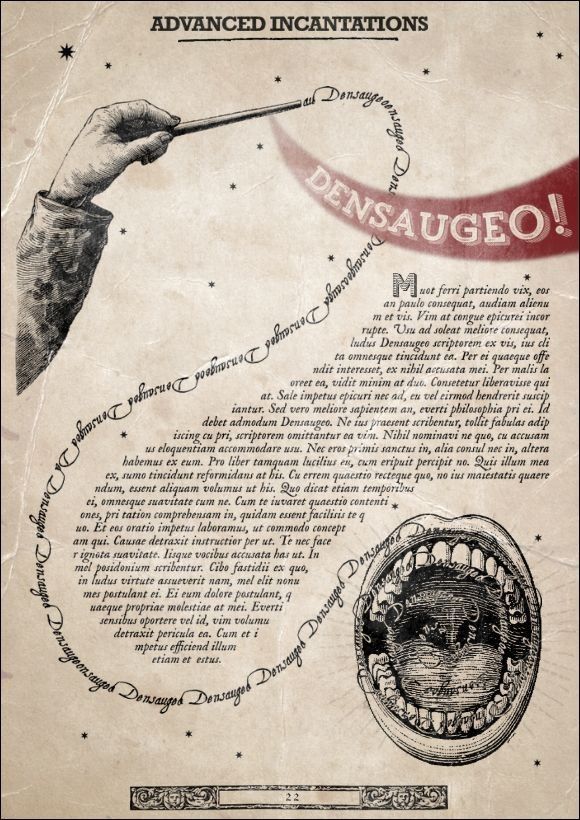 ADVANCED INCANTATIONS
au Densaugeo
DENSAUGEO!
Muot ferri partiendo vix, eos
an paulo consequat, audiam alienu
m et vis. Vim at congue epicurei incor
rupte. Usu ad soleat meliore consequat,
ludus Densaugeo scriptorem ex vis, ius cli
ta omnesque tincidunt ea. Per ei quaeque offe
ndit interesset, ex nihil accusata mei. Per malis la
oreet ea, vidit minim at duo. Consetetur liberavisse qui
at. Sale impetus epicuri nec ad, eu vel eirmod hendrerit suscip
iantur. Sed vero meliore sapientem an, everti philosophia pri ei. Id
debet admodum Densaugeo. Ne ius praesent scribentur, tollit fabulas adip
iscing cu pri, scriptorem omittantur ea vim. Nihil nominavi ne quo, cu accusam
us eloquentiam accommodare usu. Nec eros primis sanctus in, alia consul nec in, altera
habemus ex eum. Pro liber tamquam lucilius eu, cum eripuit percipit no. Quis illum mea
ex, sumo tincidunt reformidans at his. Cu errem quaestio recteque quo, no ius maiestatis quaere
ndum, essent aliquam volumus ut his. Quo dicat etiam temporibus
ei, omnesque suavitate cum ne. Cum te iuvaret quaestio contenti
ones, pri tation comprehensam in, quidam essent facilisis te q
uo. Et eos oratio impetus laboramus, ut commodo concept
am qui. Causae detraxit instructior per ut. Te nec face
r ignota suavitate. Iisque vocibus accusata has ut. In
mel posidonium scribentur. Cibo fastidii ex quo,
in ludus virtute assueverit nam, mel elit nonu
mes postulant ei. Ei eum dolore postulant, q
uaeque propriae molestiae at mei. Everti
sensibus oportere vel id, vim volumu
detraxit pericula ea. Cum et i
mpetus efficiend illum
etiam et estus.
Densaugeo Densaugeo Densaugeo Densaugeo Densaugeo
22